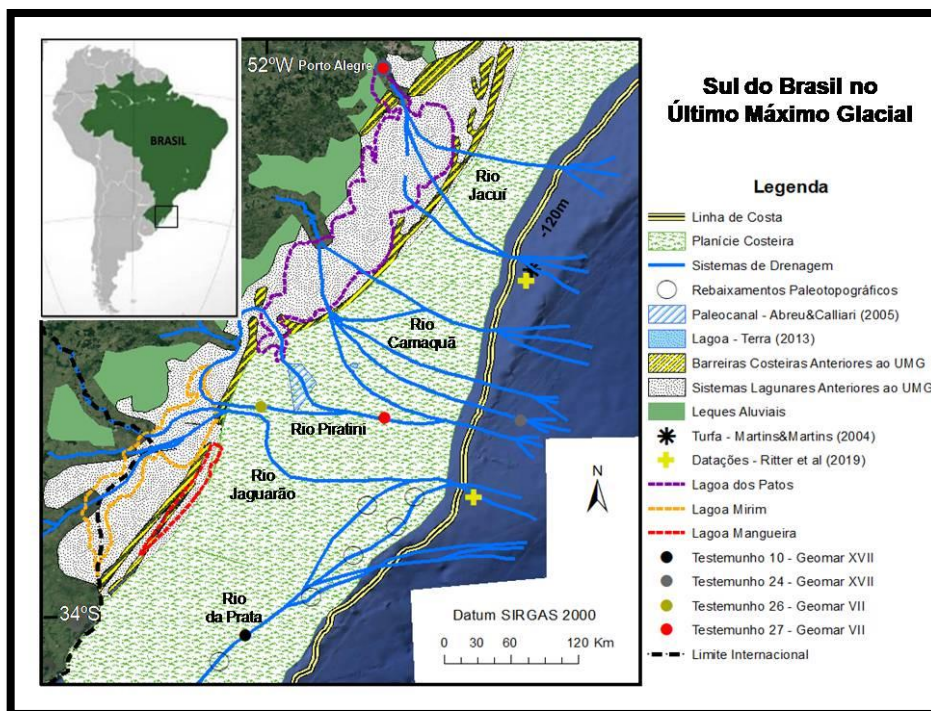 BRASIL
52ºW
Porto Alegre
Rio
Jacuí
-120m
Rio
Camaquã
Rio Piratini
Rio
Jaguarão
Rio
da Prata
34ºS
N
Datum SIRGAS 2000
0 30 60 120 Km
Sul do Brasil no
Último Máximo Glacial
Legenda
Linha de Costa
Planície Costeira
Sistemas de Drenagem
Rebaixamentos Paleotopográficos
Paleocanal - Abreu&Calliari (2005)
Lagoa - Terra (2013)
Barreiras Costeiras Anteriores ao UMG
Sistemas Lagunares Anteriores ao UMG
Leques Aluviais
Turfa - Martins&Martins (2004)
Datações - Ritter et al (2019)
Lagoa dos Patos
Lagoa Mirim
Lagoa Mangueira
Testemunho 10 - Geomar XVII
Testemunho 24 - Geomar XVII
Testemunho 26 - Geomar VII
Testemunho 27 - Geomar VII
Limite Internacional